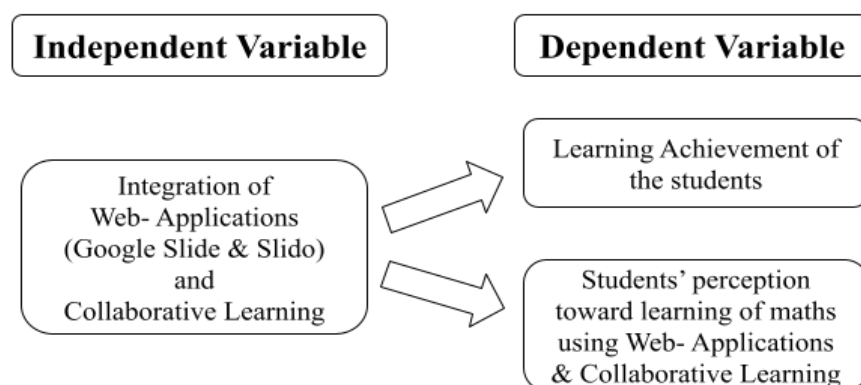 Independent Variable
Dependent Variable
Integration of
Web- Applications
(Google Slide & Slido)
and
Collaborative Learning
Learning Achievement of
the students
Students’ perception
toward learning of maths
using Web- Applications
& Collaborative Learning